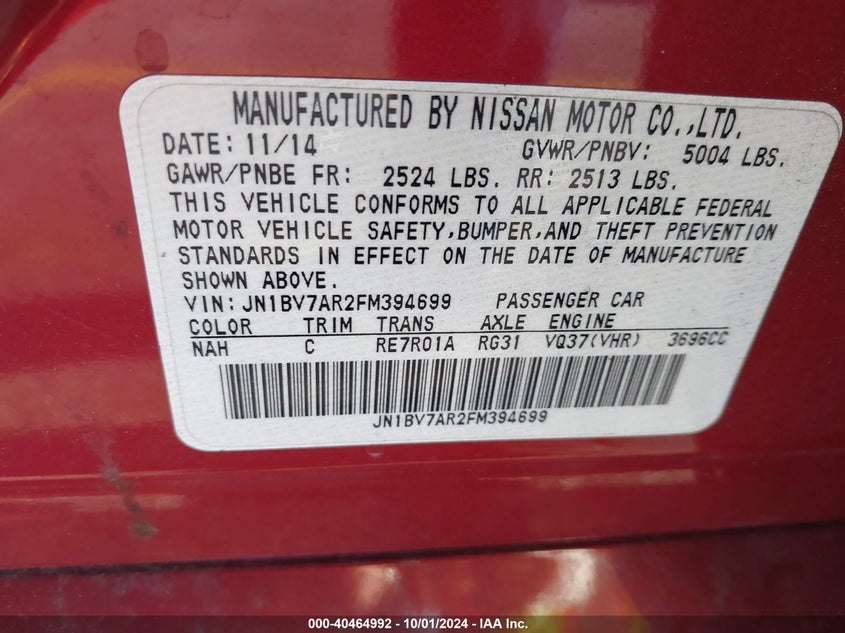 MANUFACTURED BY NISSAN MOTOR CO.,LTD.
DATE: 11/14 GVWR/PNBV: 5004 LBS.
GAWR/PNBE FR: 2524 LBS. RR: 2513 LBS.
THIS VEHICLE CONFORMS TO ALL APPLICABLE FEDERAL
MOTOR VEHICLE SAFETY,BUMPER,AND THEFT PREVENTION
STANDARDS IN EFFECT ON THE DATE OF MANUFACTURE
SHOWN ABOVE.
VIN: JN1BV7AR2FM394699 PASSENGER CAR
COLOR TRIM TRANS AXLE ENGINE
NAH C RE7R01A RG31 VQ37(VHR) 3696CC
JN1BV7AR2FM394699
000-40464992 - 10/01/2024 - IAA Inc.